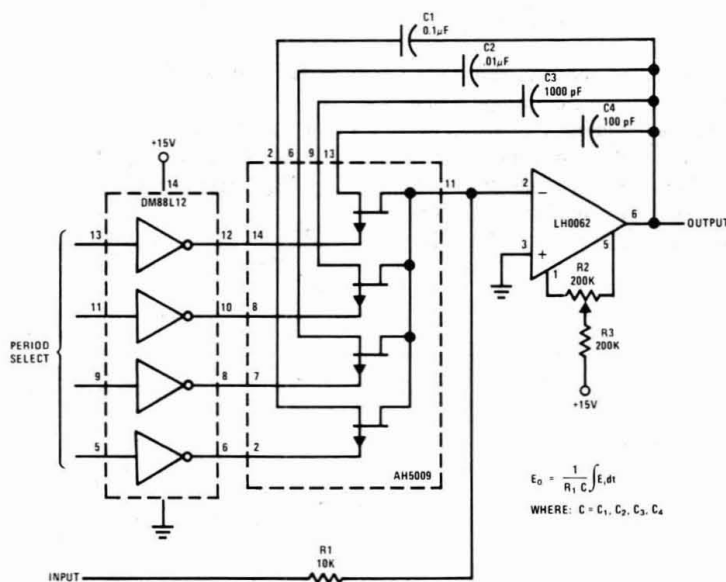 C1
0.1μF
C2
.01μF
C3
1000 pF
C4
100 pF
+15V
14
DM88L12
2 6 9 13
11
2
−
LH0062
6
OUTPUT
3
+
1
5
R2
200K
R3
200K
+15V
13
12
14
11
10
8
PERIOD
SELECT
9
8
7
5
6
2
AH5009
E₀ = 1/(R₁ C) ∫E₁dt
WHERE: C = C₁, C₂, C₃, C₄
R1
10K
INPUT